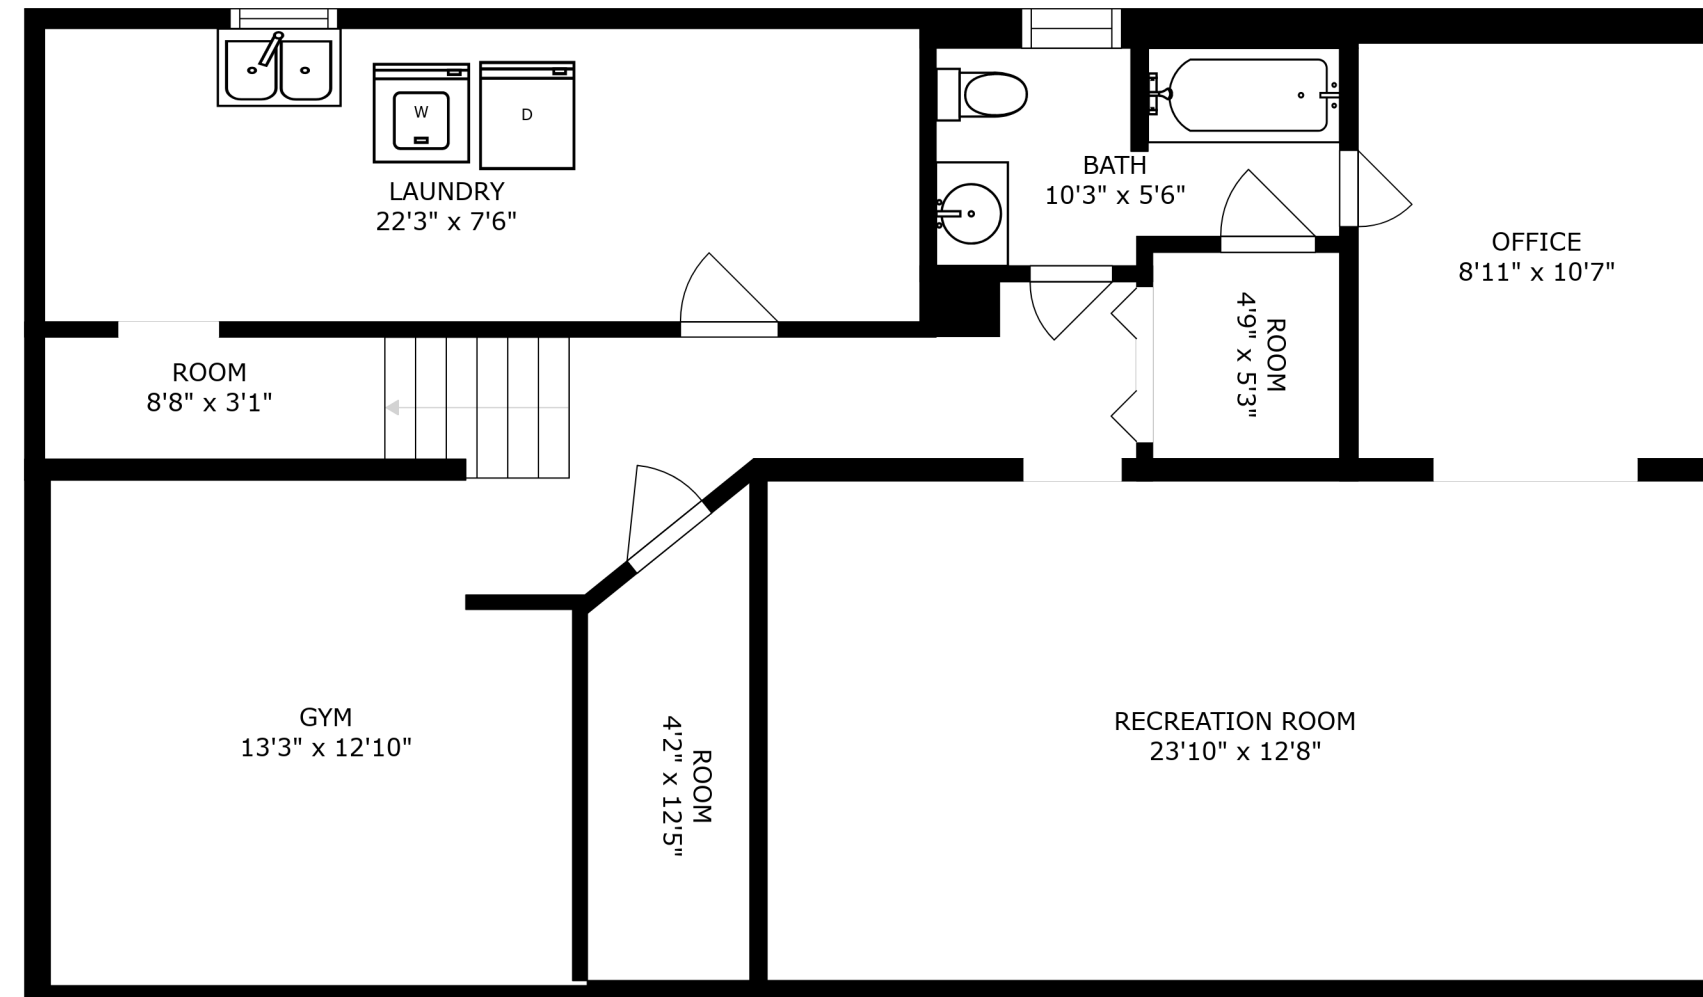 W
D
LAUNDRY
22'3" x 7'6"
BATH
10'3" x 5'6"
OFFICE
8'11" x 10'7"
ROOM
4'9" x 5'3"
ROOM
8'8" x 3'1"
GYM
13'3" x 12'10"
ROOM
4'2" x 12'5"
RECREATION ROOM
23'10" x 12'8"